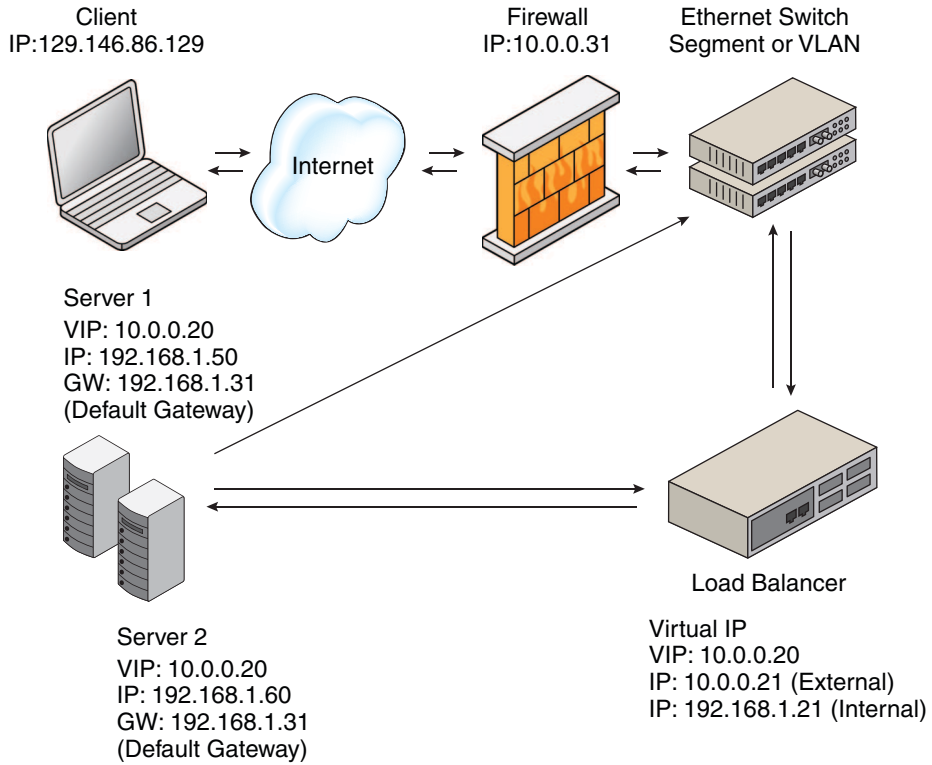 Client
IP:129.146.86.129
Firewall
IP:10.0.0.31
Ethernet Switch
Segment or VLAN
Internet
Server 1
VIP: 10.0.0.20
IP: 192.168.1.50
GW: 192.168.1.31
(Default Gateway)
Load Balancer
Virtual IP
VIP: 10.0.0.20
IP: 10.0.0.21 (External)
IP: 192.168.1.21 (Internal)
Server 2
VIP: 10.0.0.20
IP: 192.168.1.60
GW: 192.168.1.31
(Default Gateway)